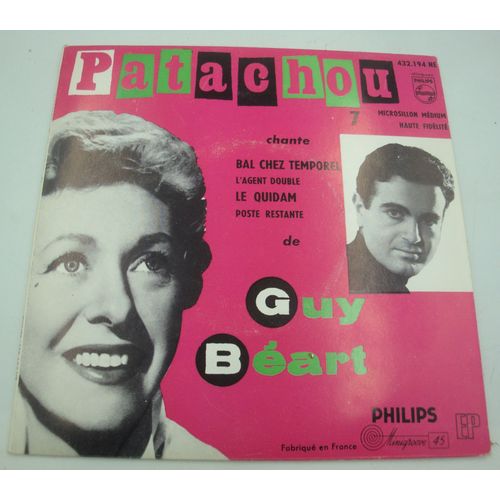 Patachou
432.194 NE
PHILIPS
7
MICROSILLON MÉDIUM
HAUTE FIDÉLITÉ
chante
BAL CHEZ TEMPOREL
L'AGENT DOUBLE
LE QUIDAM
POSTE RESTANTE
de
Guy
Béart
PHILIPS
Minigroove 45
EP
Fabriqué en France